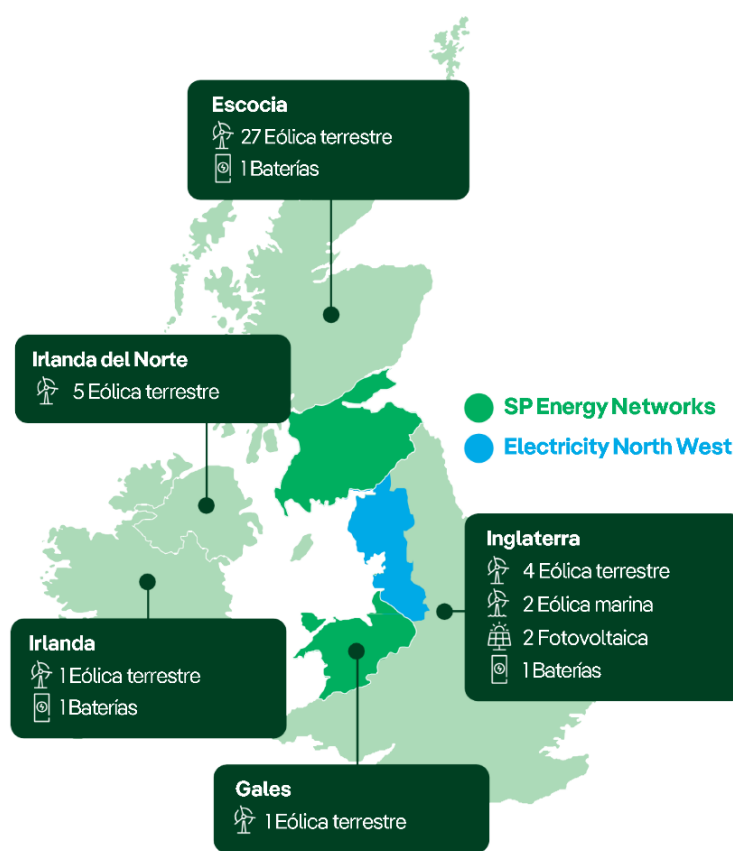 Escocia
27 Eólica terrestre
1 Baterías
Irlanda del Norte
5 Eólica terrestre
SP Energy Networks
Electricity North West
Inglaterra
4 Eólica terrestre
2 Eólica marina
2 Fotovoltaica
1 Baterías
Irlanda
1 Eólica terrestre
1 Baterías
Gales
1 Eólica terrestre